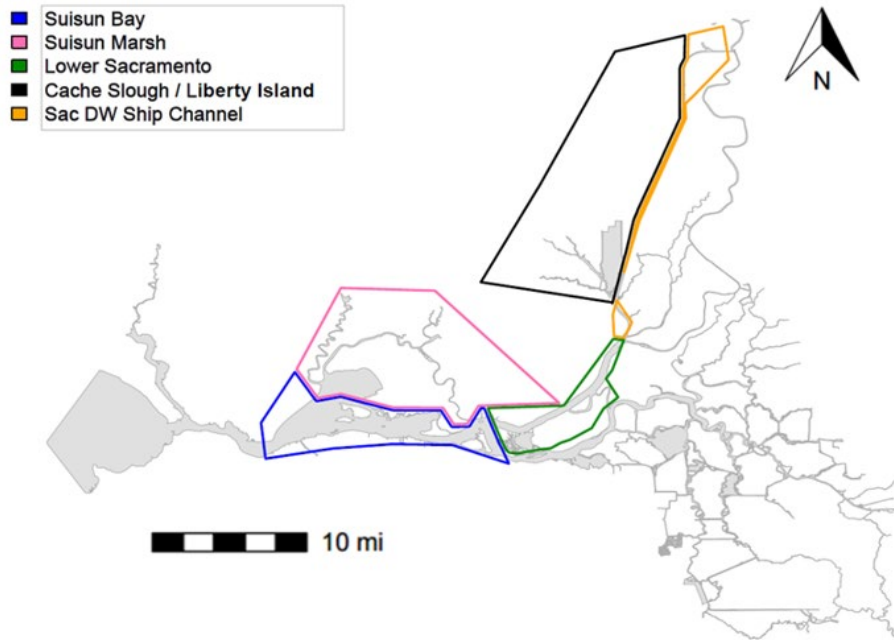 Suisun Bay
Suisun Marsh
Lower Sacramento
Cache Slough / Liberty Island
Sac DW Ship Channel
N
10 mi